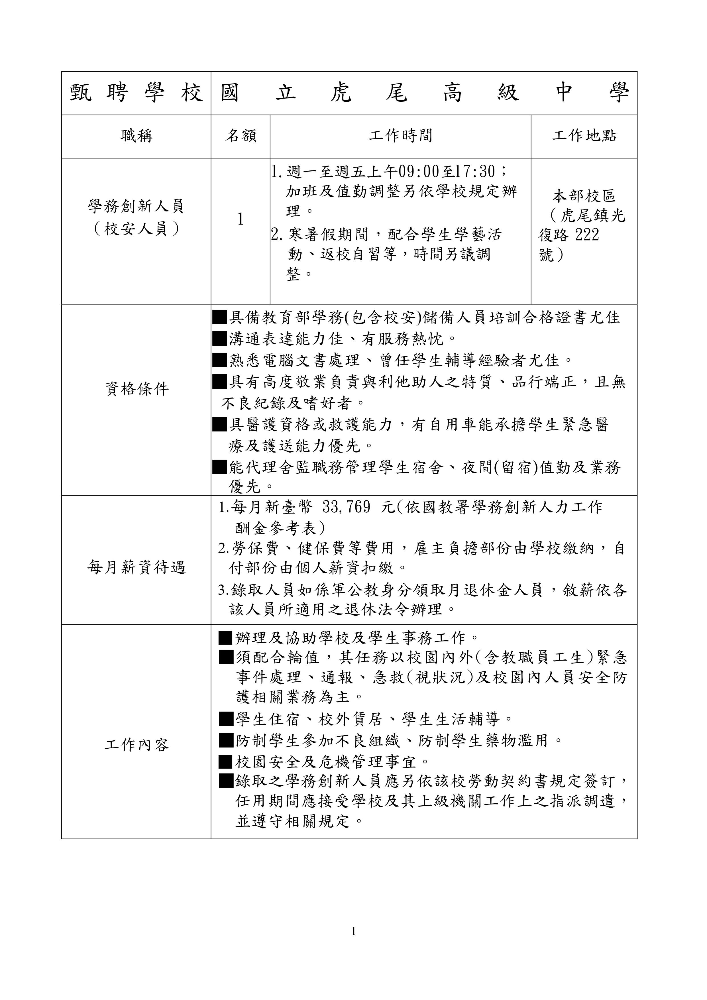 甄聘學校 國立虎尾高級中學
職稱 名額 工作時間 工作地點
學務創新人員
（校安人員）
1
1. 週一至週五上午09:00至17:30；
加班及值勤調整另依學校規定辦
理。
2. 寒暑假期間，配合學生學藝活
動、返校自習等，時間另議調
整。
本部校區
（虎尾鎮光
復路 222
號）
資格條件
■具備教育部學務(包含校安)儲備人員培訓合格證書尤佳
■溝通表達能力佳、有服務熱忱。
■熟悉電腦文書處理、曾任學生輔導經驗者尤佳。
■具有高度敬業負責與利他助人之特質、品行端正，且無
不良紀錄及嗜好者。
■具醫護資格或救護能力，有自用車能承擔學生緊急醫
療及護送能力優先。
■能代理舍監職務管理學生宿舍、夜間(留宿)值勤及業務
優先。
每月薪資待遇
1.每月新臺幣 33,769 元(依國教署學務創新人力工作
酬金參考表)
2.勞保費、健保費等費用，雇主負擔部份由學校繳納，自
付部份由個人薪資扣繳。
3.錄取人員如係軍公教身分領取月退休金人員，敘薪依各
該人員所適用之退休法令辦理。
工作內容
■辦理及協助學校及學生事務工作。
■須配合輪值，其任務以校園內外(含教職員工生)緊急
事件處理、通報、急救(視狀況)及校園內人員安全防
護相關業務為主。
■學生住宿、校外賃居、學生生活輔導。
■防制學生參加不良組織、防制學生藥物濫用。
■校園安全及危機管理事宜。
■錄取之學務創新人員應另依該校勞動契約書規定簽訂，
任用期間應接受學校及其上級機關工作上之指派調遣，
並遵守相關規定。
1